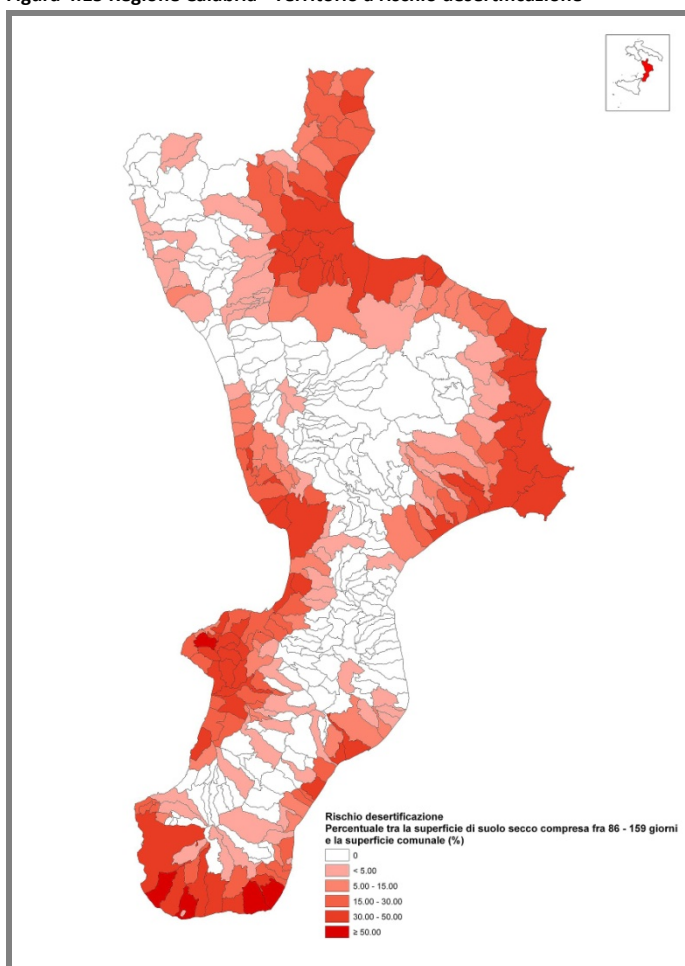 Rischio desertificazione
Percentuale tra la superficie di suolo secco compresa fra 86 - 159 giorni
e la superficie comunale (%)
0
< 5.00
5.00 - 15.00
15.00 - 30.00
30.00 - 50.00
≥ 50.00